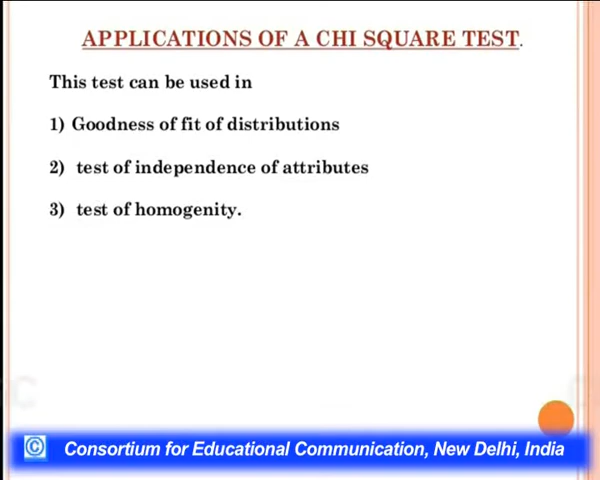 APPLICATIONS OF A CHI SQUARE TEST.
This test can be used in
1) Goodness of fit of distributions
2) test of independence of attributes
3) test of homogenity.
© Consortium for Educational Communication, New Delhi, India